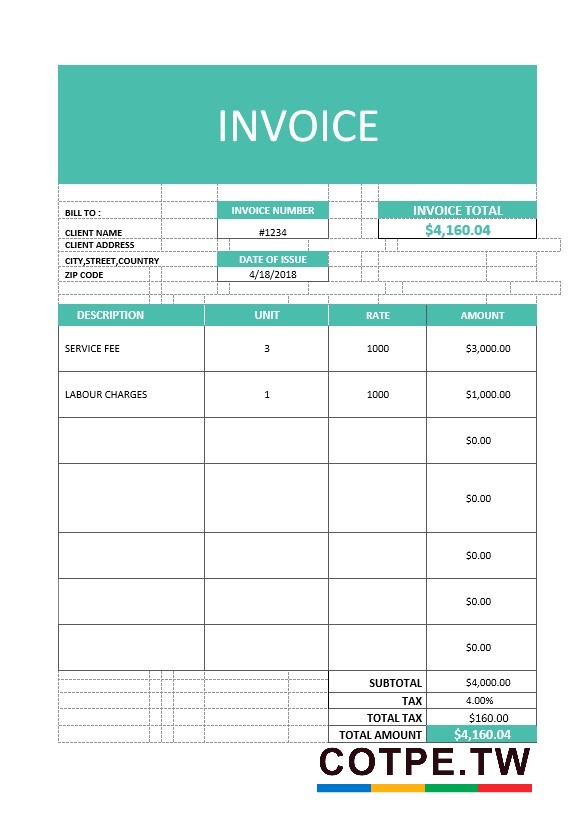 INVOICE
BILL TO :
INVOICE NUMBER
INVOICE TOTAL
CLIENT NAME
#1234
$4,160.04
CLIENT ADDRESS
CITY,STREET,COUNTRY
DATE OF ISSUE
ZIP CODE
4/18/2018
DESCRIPTION UNIT RATE AMOUNT
SERVICE FEE 3 1000 $3,000.00
LABOUR CHARGES 1 1000 $1,000.00
$0.00
$0.00
$0.00
$0.00
$0.00
SUBTOTAL $4,000.00
TAX 4.00%
TOTAL TAX $160.00
TOTAL AMOUNT $4,160.04
COTPE.TW